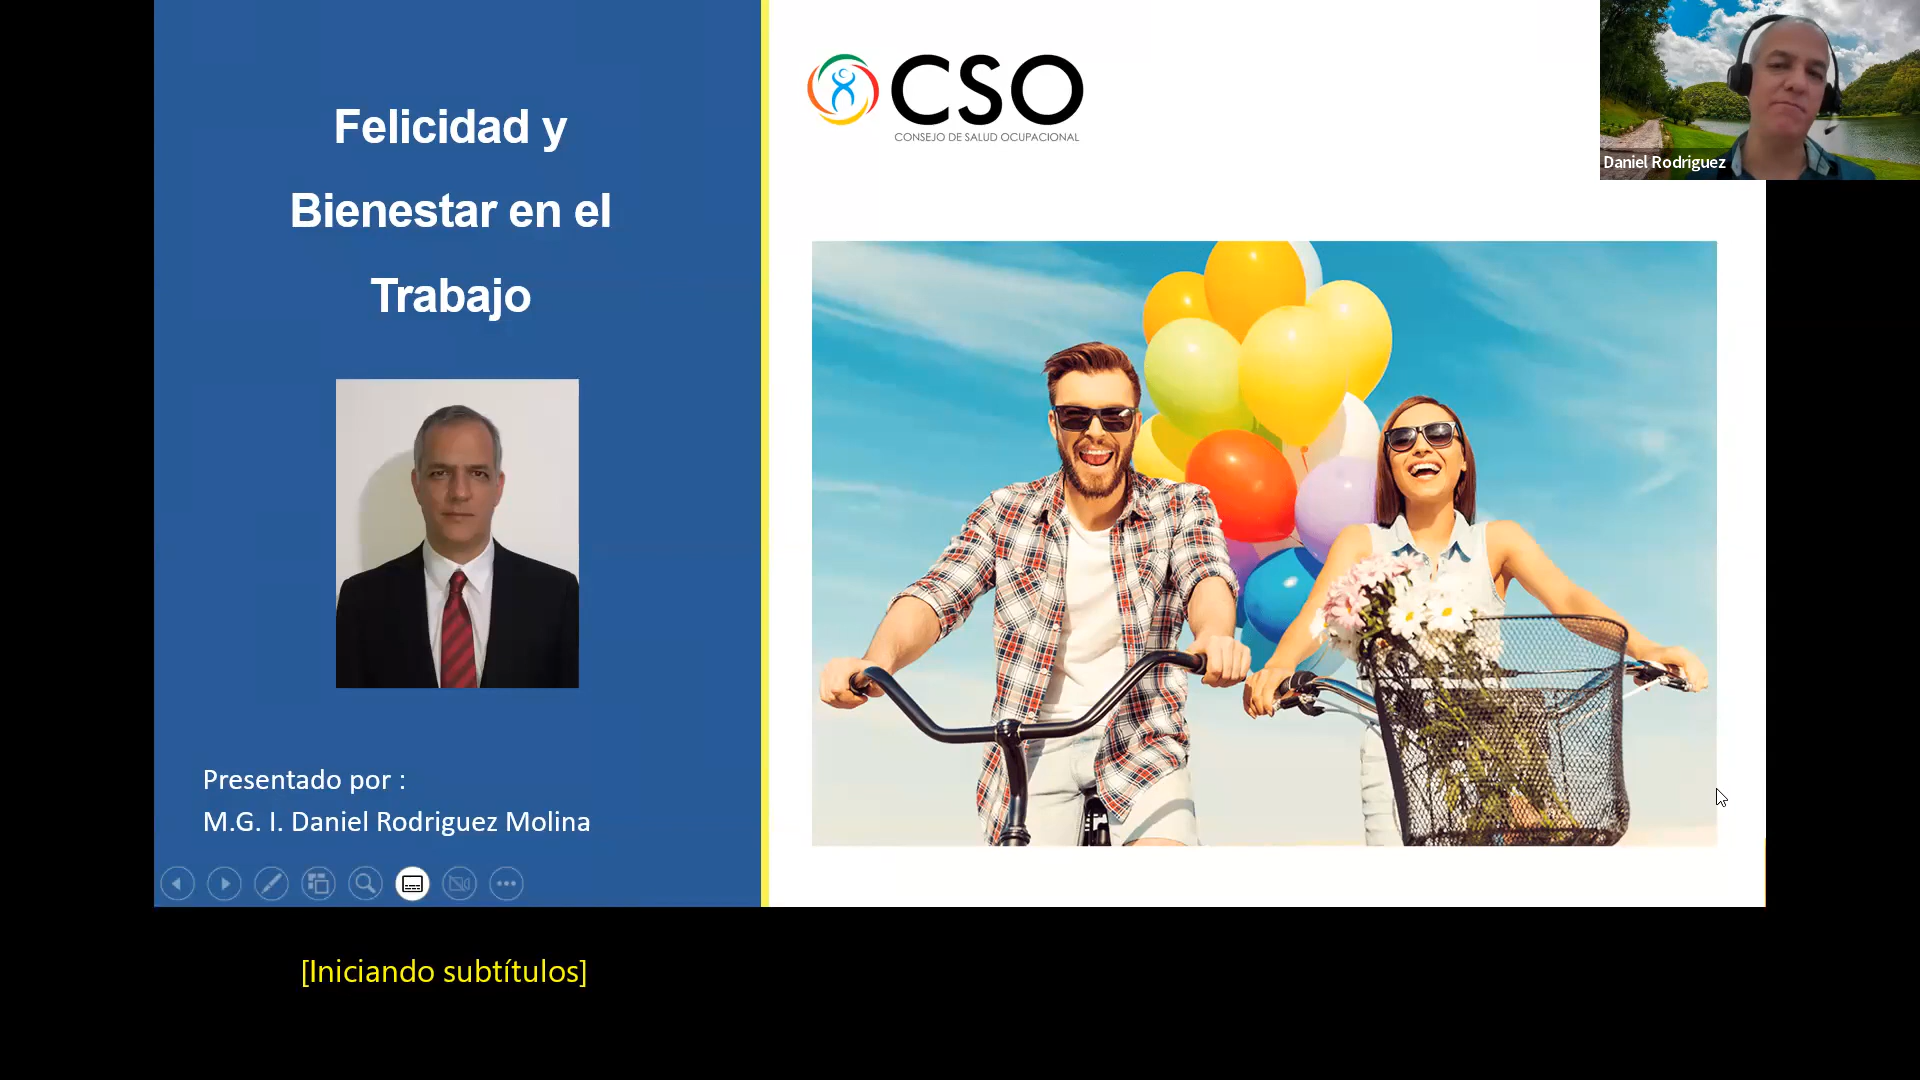 Felicidad y
Bienestar en el
Trabajo
Presentado por :
M.G. I. Daniel Rodriguez Molina
CSO
CONSEJO DE SALUD OCUPACIONAL
Daniel Rodriguez
[Iniciando subtítulos]